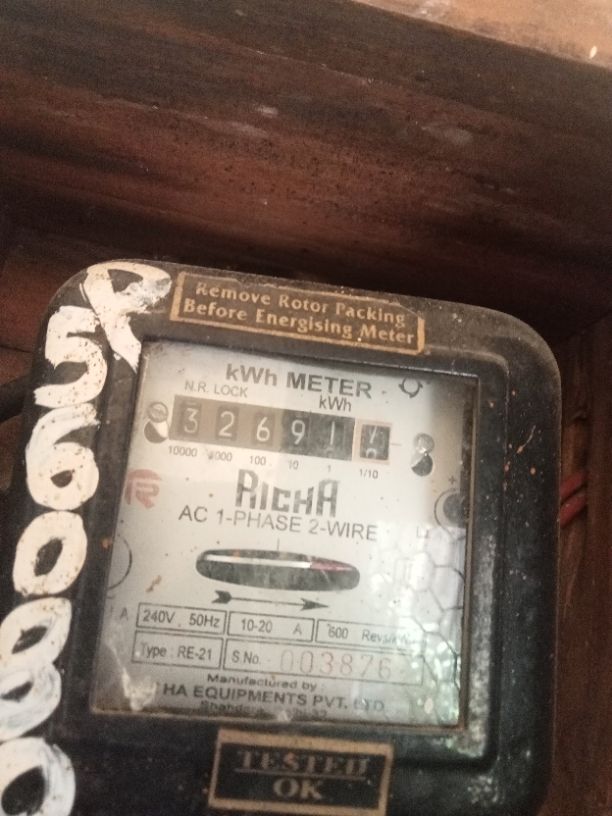 Remove Rotor Packing
Before Energising Meter
kWh METER
N.R. LOCK kWh
3 2 6 9 1
10000 1000 100 10 1 1/10
RICHA
AC 1-PHASE 2-WIRE
240V 50Hz 10-20 A 600
Type : RE-21 S.No. 003876
Manufactured by :
HA EQUIPMENTS PVT. LTD.
TESTED
OK
R